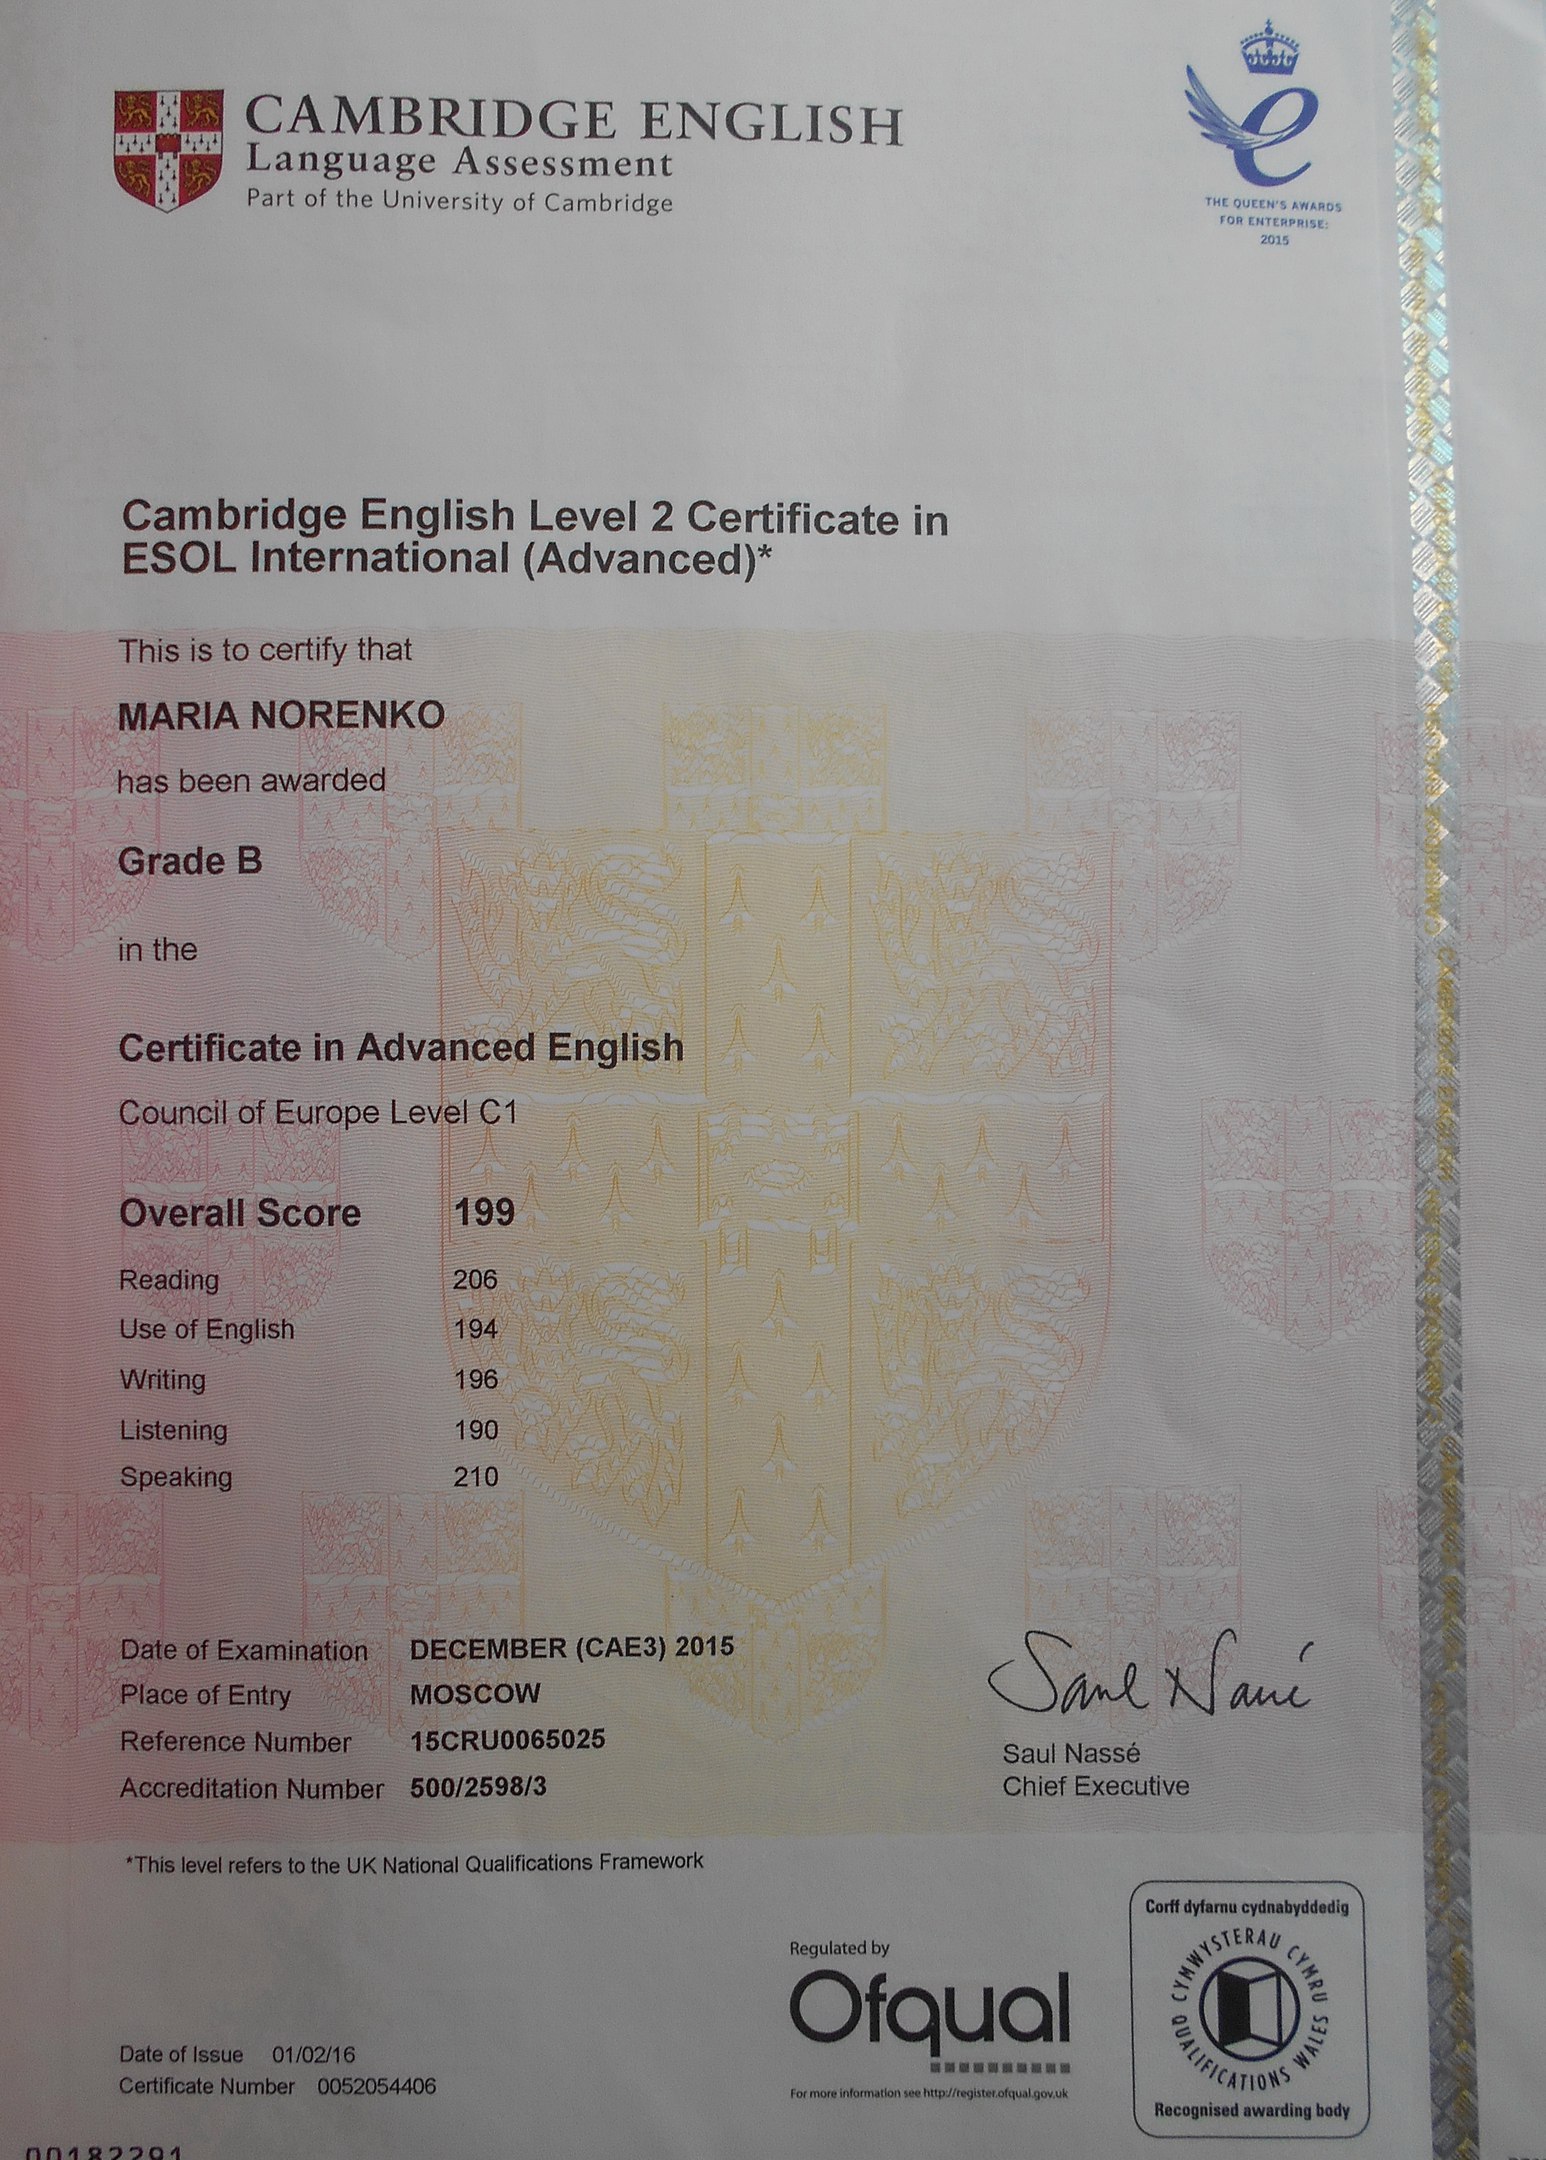 CAMBRIDGE ENGLISH
Language Assessment
Part of the University of Cambridge
THE QUEEN'S AWARDS
FOR ENTERPRISE:
2015
Cambridge English Level 2 Certificate in
ESOL International (Advanced)*
This is to certify that
MARIA NORENKO
has been awarded
Grade B
in the
Certificate in Advanced English
Council of Europe Level C1
Overall Score 199
Reading 206
Use of English 194
Writing 196
Listening 190
Speaking 210
Date of Examination DECEMBER (CAE3) 2015
Place of Entry MOSCOW
Reference Number 15CRU0065025
Accreditation Number 500/2598/3
Saul Nassé
Saul Nassé
Chief Executive
*This level refers to the UK National Qualifications Framework
Regulated by
Ofqual
For more information see http://register.ofqual.gov.uk
Corff dyfarnu cydnabyddedig
CYMWYSTERAU CYMRU
QUALIFICATIONS WALES
Recognised awarding body
Date of Issue 01/02/16
Certificate Number 0052054406
00182291